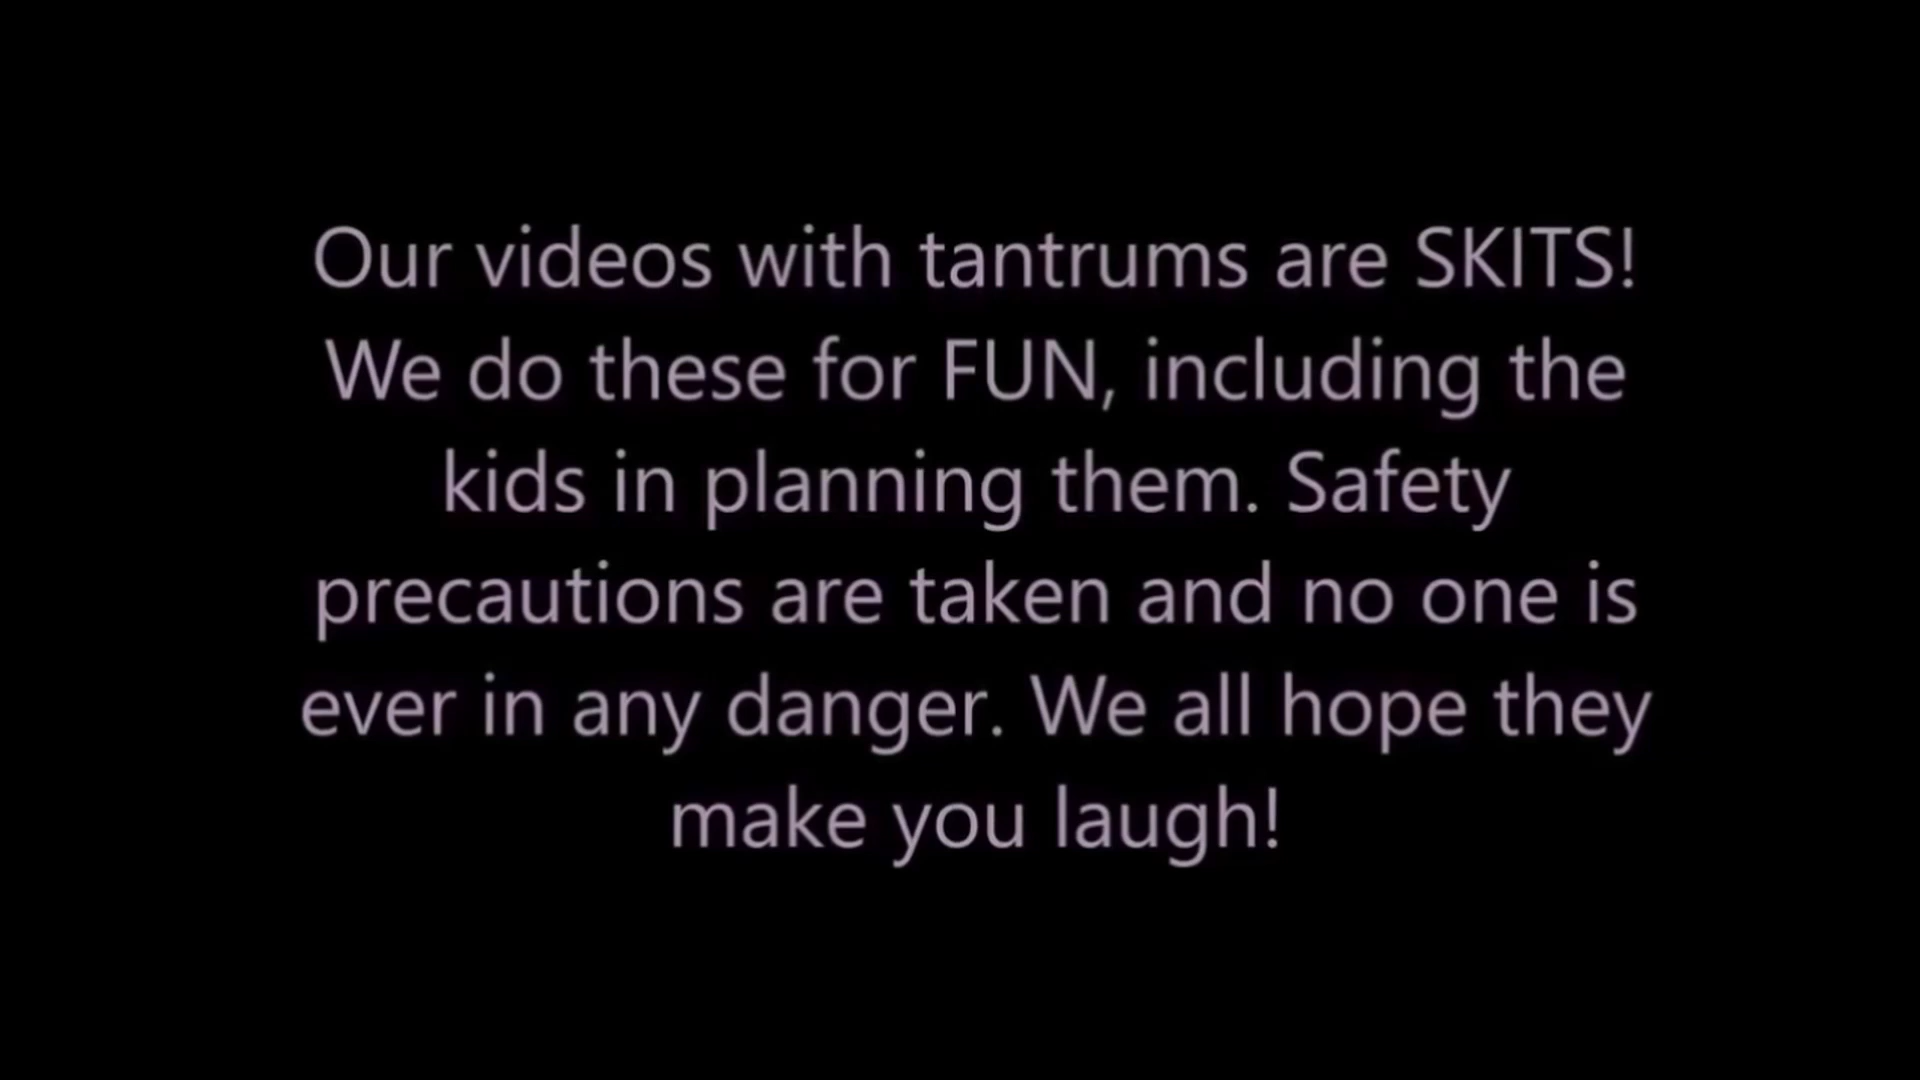 Our videos with tantrums are SKITS!
We do these for FUN, including the
kids in planning them. Safety
precautions are taken and no one is
ever in any danger. We all hope they
make you laugh!